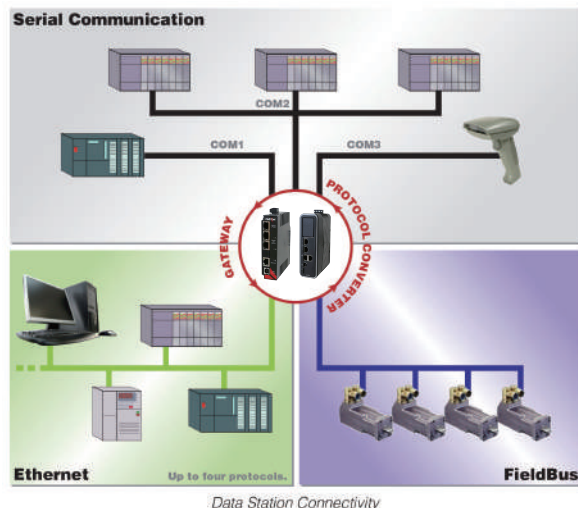 Serial Communication
COM2
COM1
COM3
GATEWAY
PROTOCOL CONVERTER
Ethernet
Up to four protocols.
FieldBus
Data Station Connectivity